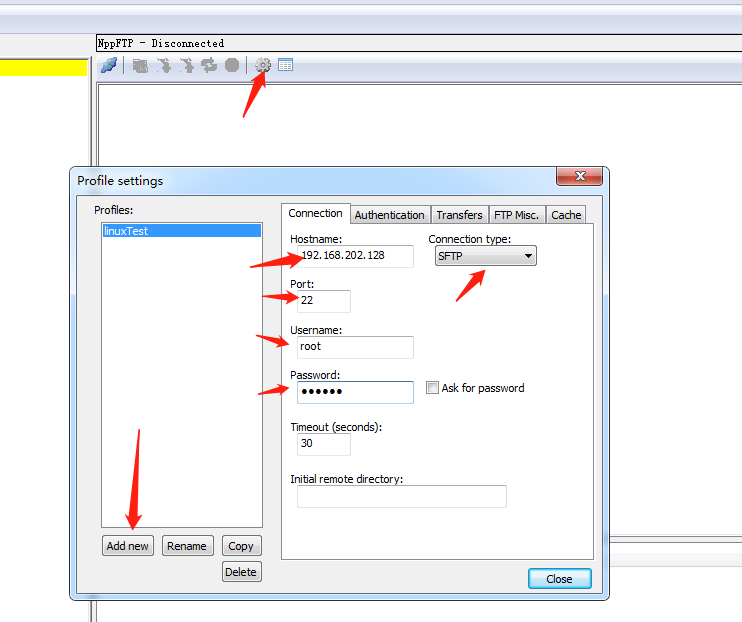 NppFTP - Disconnected
Profile settings
Profiles:
linuxTest
Add new
Rename
Copy
Delete
Connection
Authentication
Transfers
FTP Misc.
Cache
Hostname:
192.168.202.128
Connection type:
SFTP
Port:
22
Username:
root
Password:
••••••
Ask for password
Timeout (seconds):
30
Initial remote directory:
Close